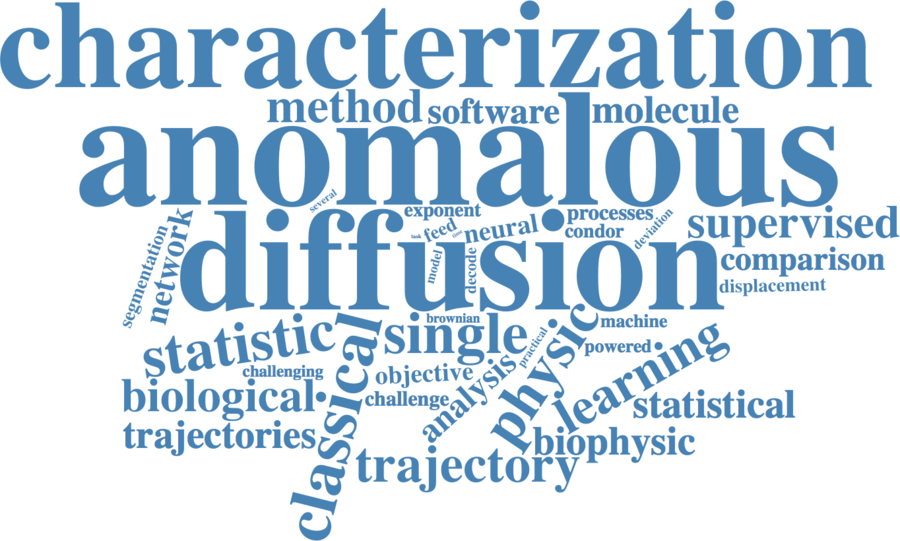 characterization
method software molecule
anomalous
several
exponent
processes
feed
neural
condor
deviation
supervised
segmentation
network
diffusion
model
decode
comparison
displacement
brownian
machine
statistic
single
practical
physic
powered
challenging
classical
objective
analysis
learning
biological
challenge
statistical
trajectories
biophysic
trajectory